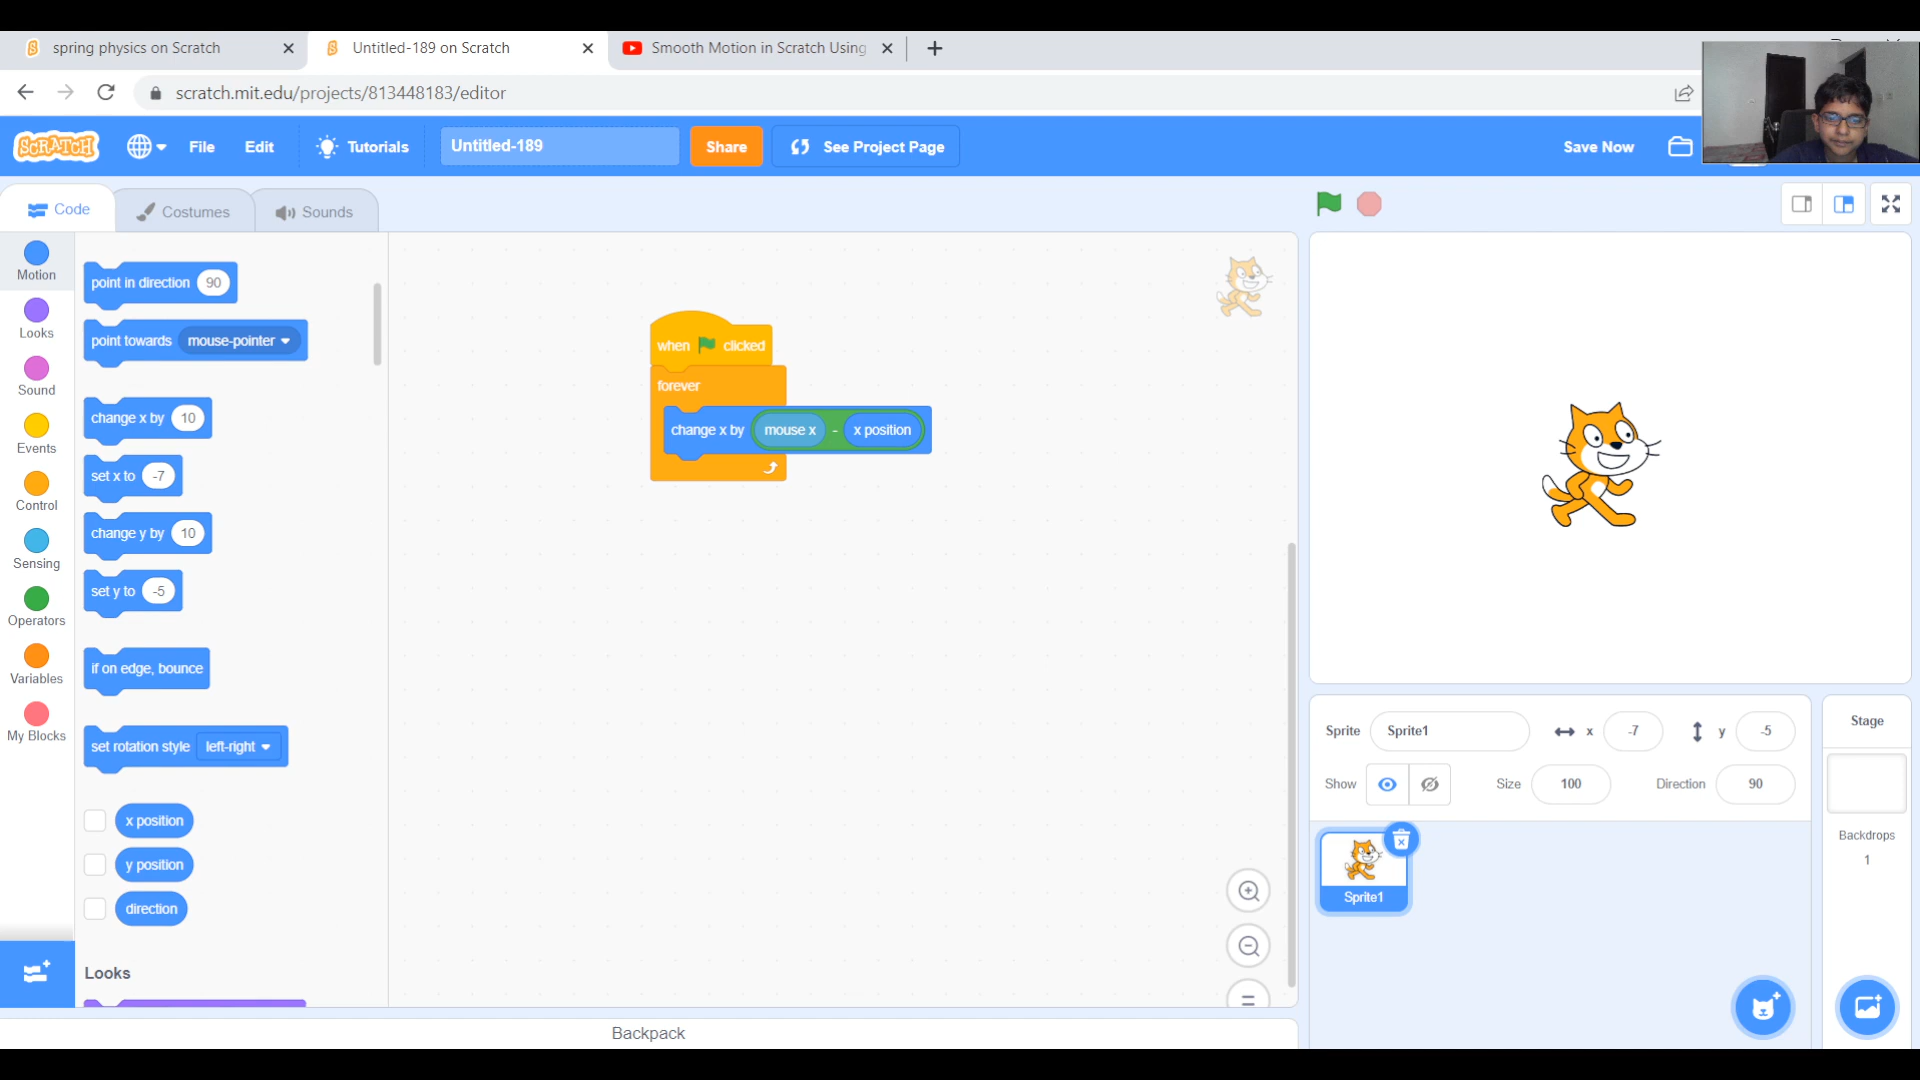 spring physics on Scratch
Untitled-189 on Scratch
Smooth Motion in Scratch Using
scratch.mit.edu/projects/813448183/editor
SCRATCH
File
Edit
Tutorials
Untitled-189
Share
See Project Page
Save Now
Code
Costumes
Sounds
Motion
Looks
Sound
Events
Control
Sensing
Operators
Variables
My Blocks
point in direction 90
point towards mouse-pointer
change x by 10
set x to -7
change y by 10
set y to -5
if on edge, bounce
set rotation style left-right
x position
y position
direction
Looks
when clicked
forever
change x by mouse x - x position
Backpack
Sprite Sprite1 x -7 y -5
Show Size 100 Direction 90
Sprite1
Stage
Backdrops
1